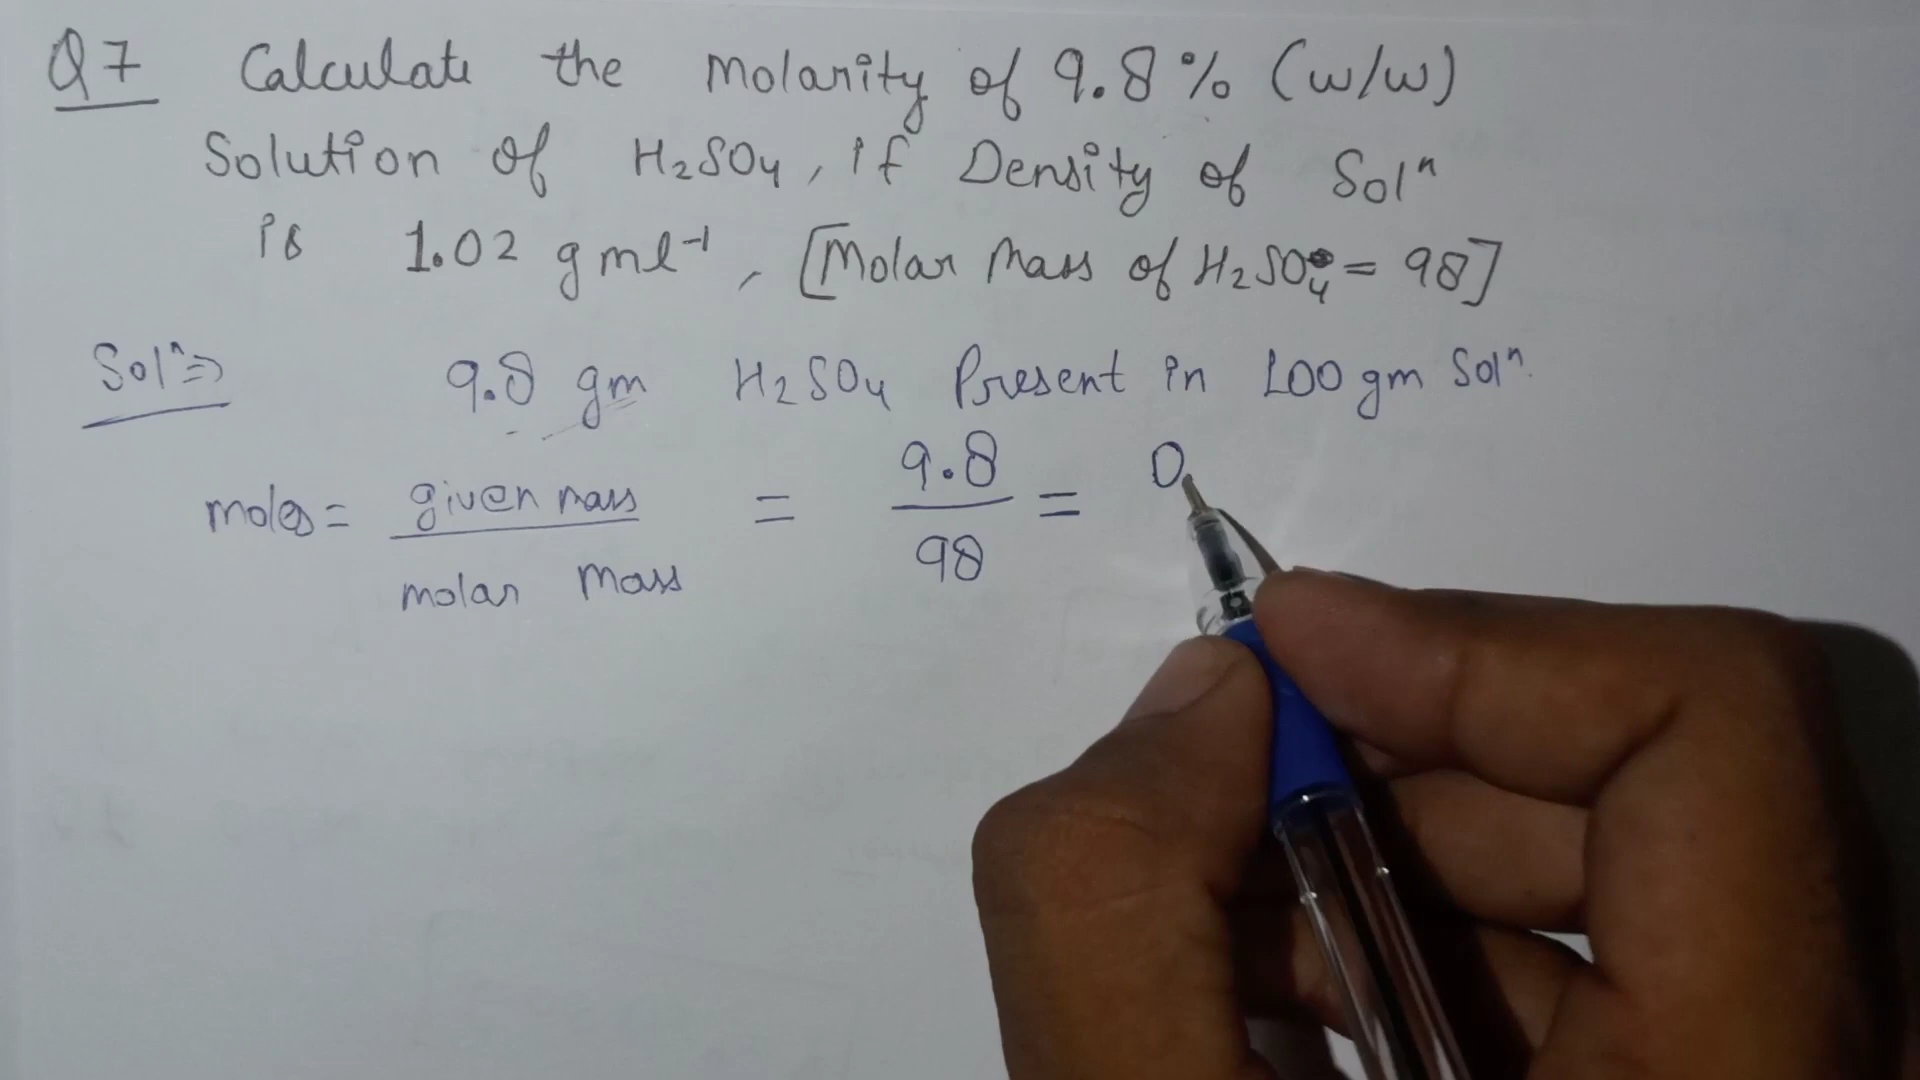 Q7 Calculate the Molarity of 9.8% (w/w)
Solution of H₂SO₄, if Density of Solⁿ
is 1.02 g ml⁻¹, [Molar Mass of H₂SO₄ = 98]
Solⁿ⇒ 9.8 gm H₂SO₄ Present in 100 gm Solⁿ.
moles = given mass / molar Mass = 9.8 / 98 = 0.